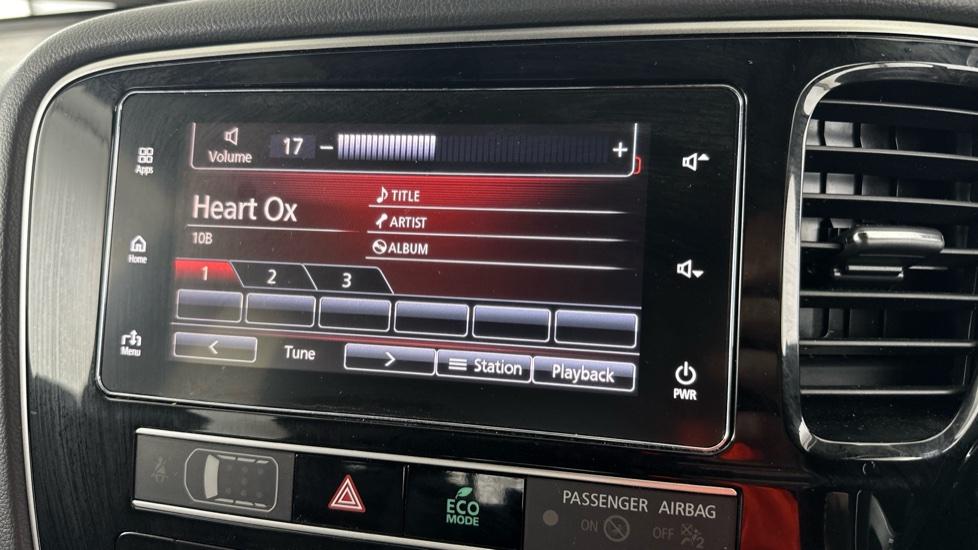 Volume 17 − +
Apps
Heart Ox
TITLE
ARTIST
10B
ALBUM
Home
1 2 3
Menu
< Tune > Station Playback
PWR
ECO
MODE
PASSENGER AIRBAG
ON OFF 2